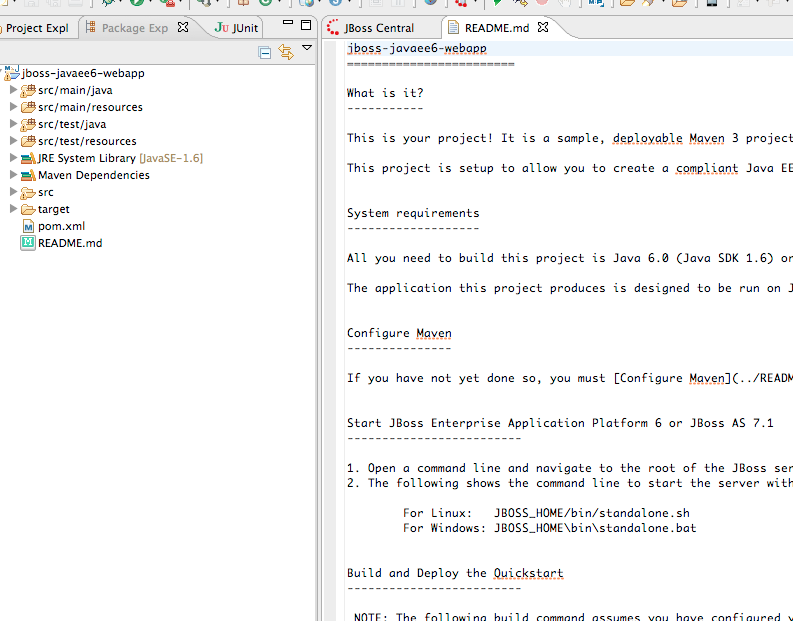 Project Expl
Package Exp
JUnit
JBoss Central
README.md
jboss-javaee6-webapp
src/main/java
src/main/resources
src/test/java
src/test/resources
JRE System Library [JavaSE-1.6]
Maven Dependencies
src
target
pom.xml
README.md
jboss-javaee6-webapp
========================
What is it?
-----------
This is your project! It is a sample, deployable Maven 3 project
This project is setup to allow you to create a compliant Java EE
System requirements
-------------------
All you need to build this project is Java 6.0 (Java SDK 1.6) or
The application this project produces is designed to be run on J
Configure Maven
---------------
If you have not yet done so, you must [Configure Maven](../READM
Start JBoss Enterprise Application Platform 6 or JBoss AS 7.1
-------------------------
1. Open a command line and navigate to the root of the JBoss ser
2. The following shows the command line to start the server with
For Linux: JBOSS_HOME/bin/standalone.sh
For Windows: JBOSS_HOME\bin\standalone.bat
Build and Deploy the Quickstart
-------------------------
NOTE: The following build command assumes you have configured y